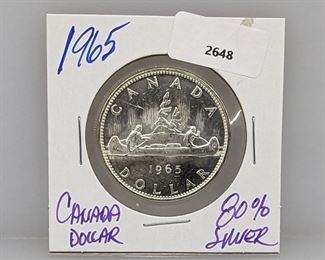 1965
2648
CANADA
1965
DOLLAR
CANADA 80%
DOLLAR SILVER